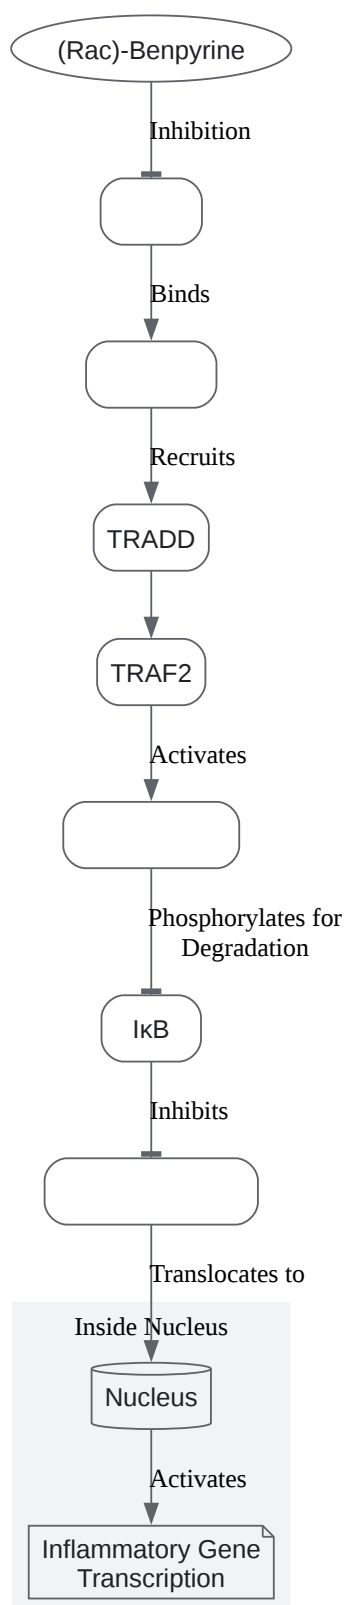 (Rac)-Benpyrine
Inhibition
Binds
Recruits
TRADD
TRAF2
Activates
Phosphorylates for
Degradation
IκB
Inhibits
Translocates to
Inside Nucleus
Nucleus
Activates
Inflammatory Gene
Transcription